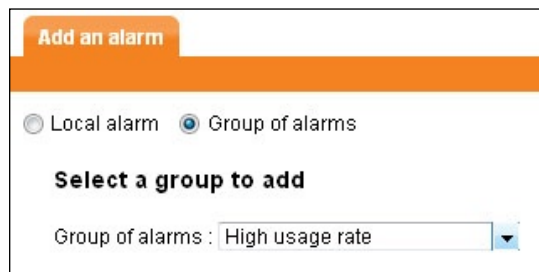 Add an alarm
Local alarm Group of alarms
Select a group to add
Group of alarms : High usage rate